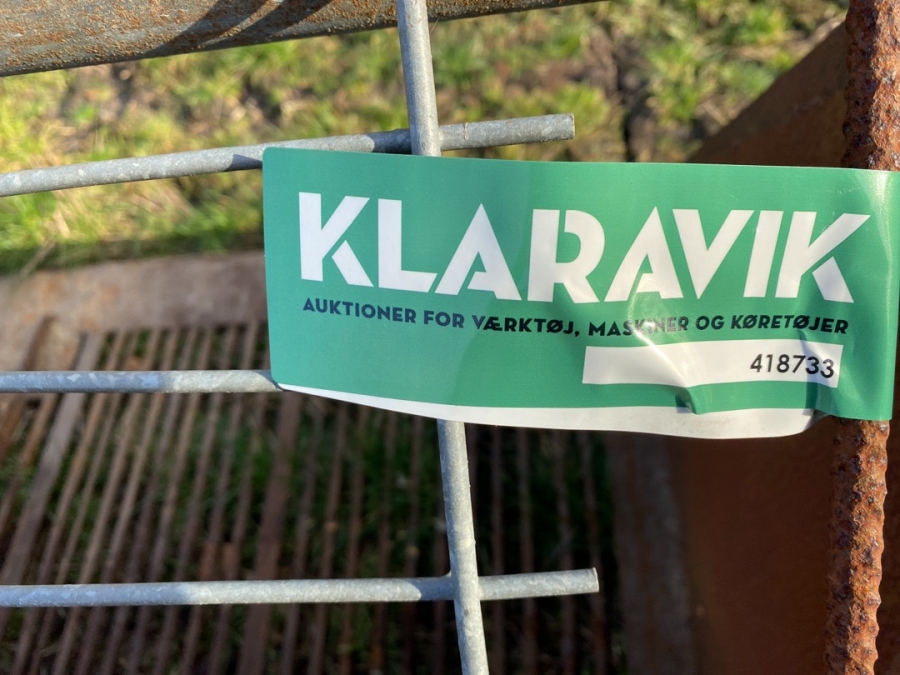 KLARAVIK
AUKTIONER FOR VÆRKTØJ, MASKINER OG KØRETØJER
418733